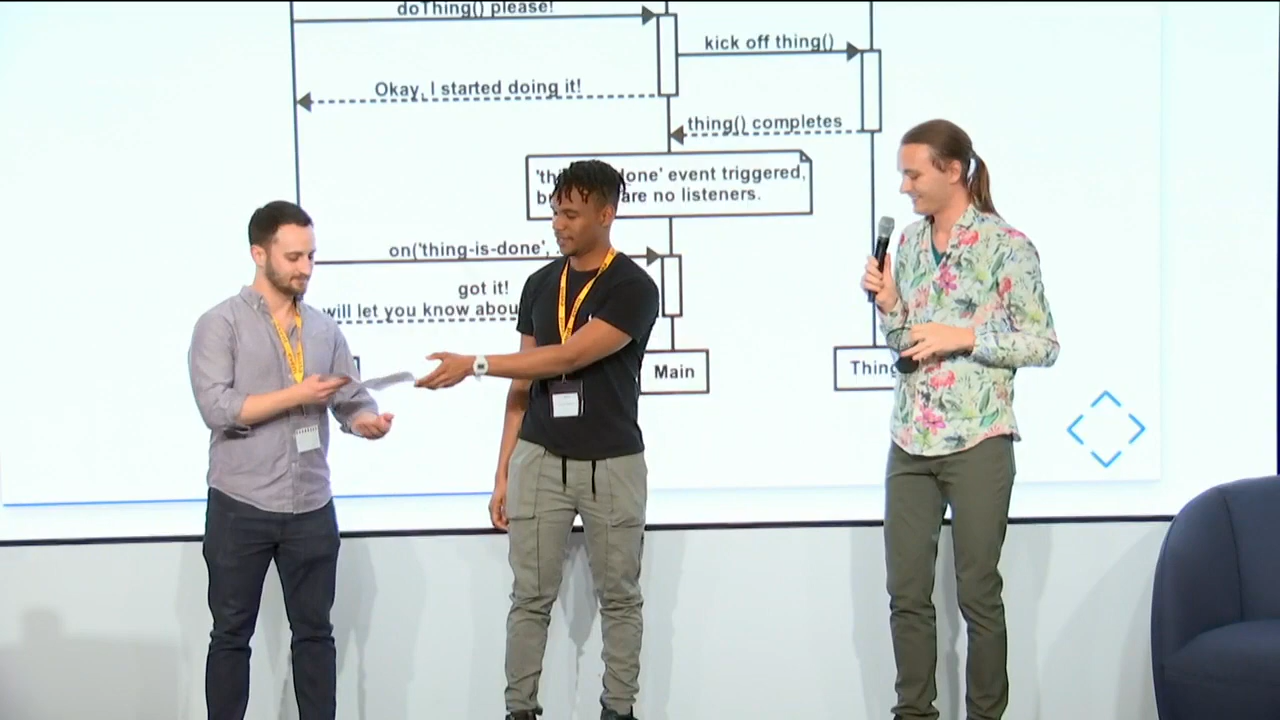 doThing() please!
kick off thing()
Okay, I started doing it!
thing() completes
done' event triggered,
are no listeners.
on('thing-is-done',
got it!
will let you know
Main
Thing